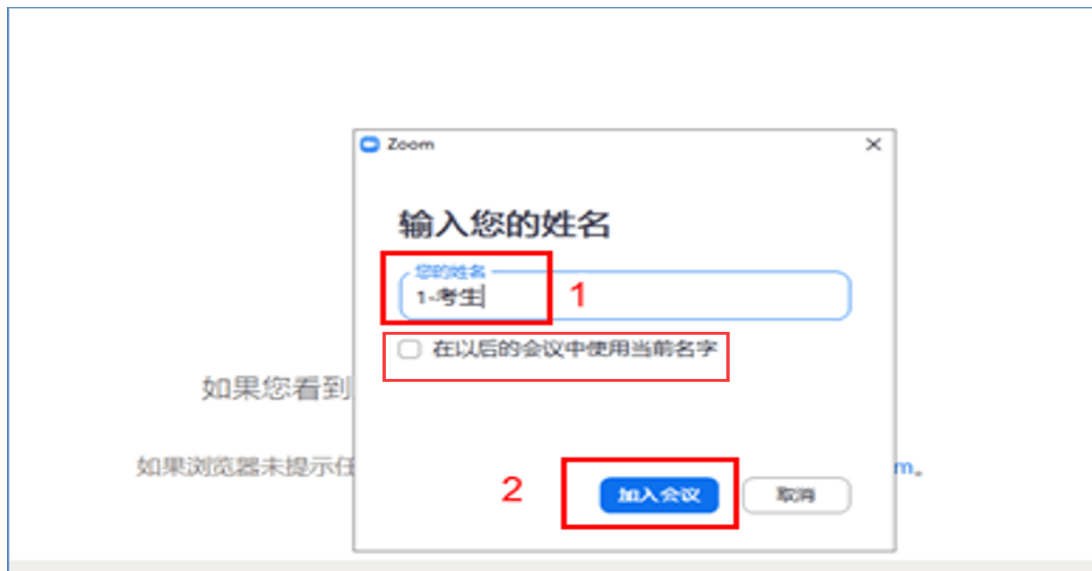 Zoom
输入您的姓名
您的姓名
1-考生
1
在以后的会议中使用当前名字
如果您看到
如果浏览器未提示任
m。
2
加入会议
取消